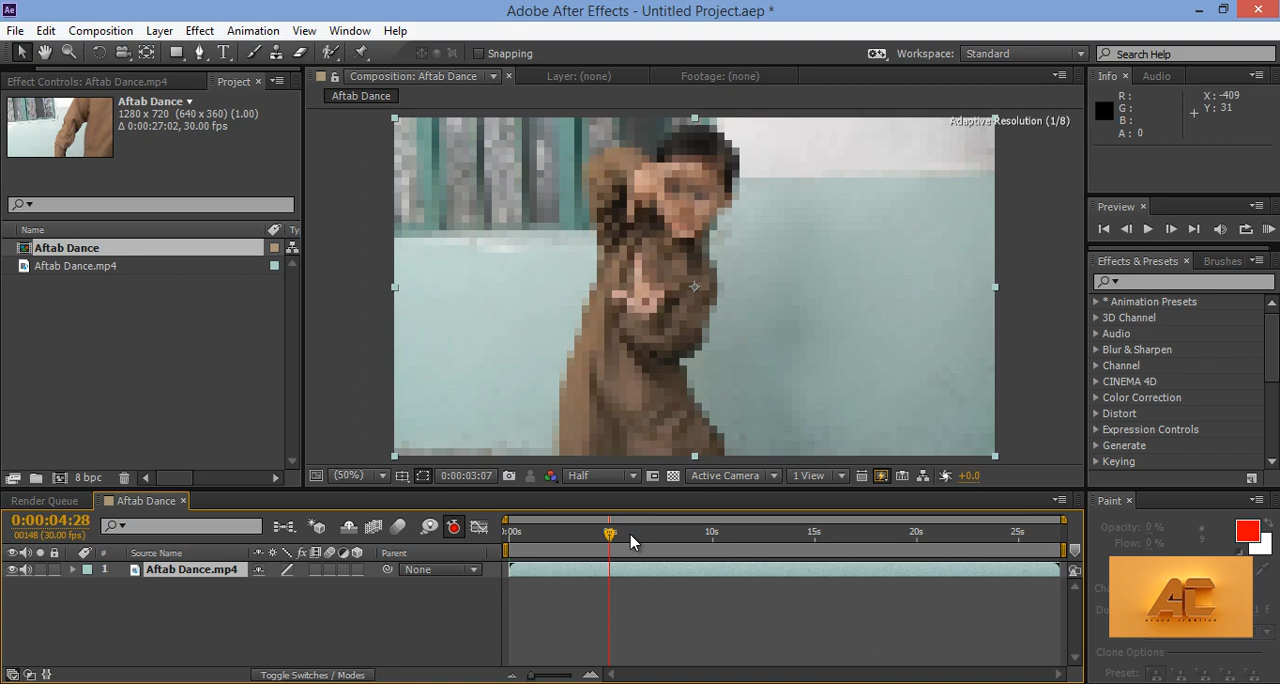 Ae
Adobe After Effects - Untitled Project.aep *
File Edit Composition Layer Effect Animation View Window Help
Snapping
Workspace: Standard
Search Help
Effect Controls: Aftab Dance.mp4
Project
Aftab Dance
1280 x 720 (640 x 360) (1.00)
Δ 0:00:27:02, 30.00 fps
Name
Ty
Aftab Dance
Aftab Dance.mp4
8 bpc
Composition: Aftab Dance
Layer: (none)
Footage: (none)
Aftab Dance
Adaptive Resolution (1/8)
(50%)
0:00:03:07
Half
Active Camera
1 View
+0.0
Info
Audio
R :
G :
B :
A : 0
X : -409
Y : 31
Preview
Effects & Presets
Brushes
* Animation Presets
3D Channel
Audio
Blur & Sharpen
Channel
CINEMA 4D
Color Correction
Distort
Expression Controls
Generate
Keying
Render Queue
Aftab Dance
0:00:04:28
00148 (30.00 fps)
# Source Name
Parent
1 Aftab Dance.mp4
None
Toggle Switches / Modes
10s
15s
20s
25s
Paint
Opacity: 0 %
Flow: 0 %
9
AC
Clone Options
Preset: